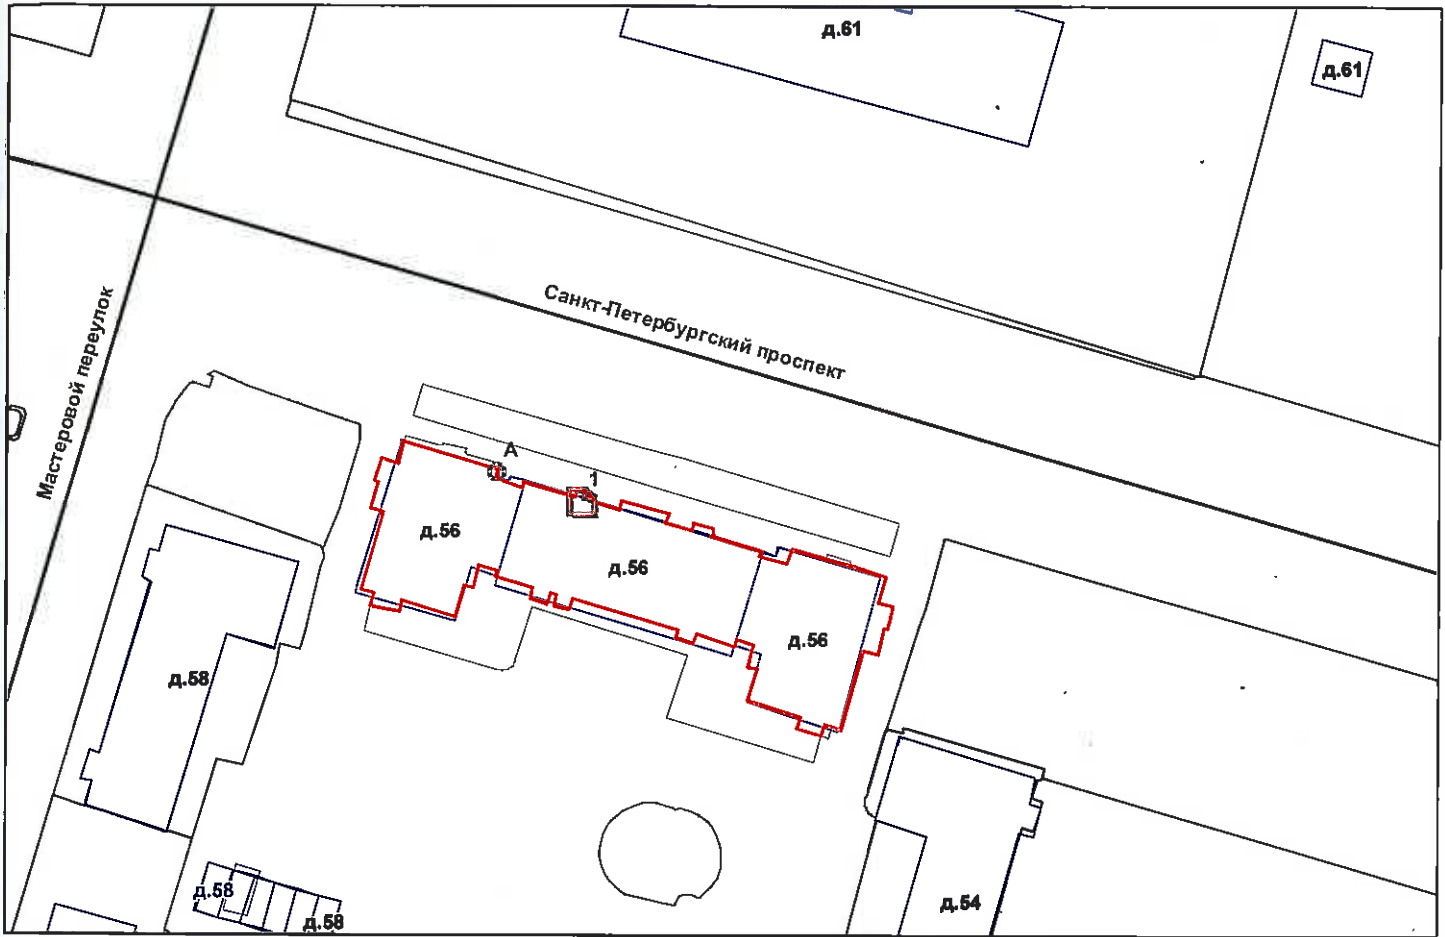 д.61
д.61
Санкт-Петербургский проспект
Мастеровой переулок
А
1
д.56
д.56
д.56
д.58
д.58
д.58
д.54